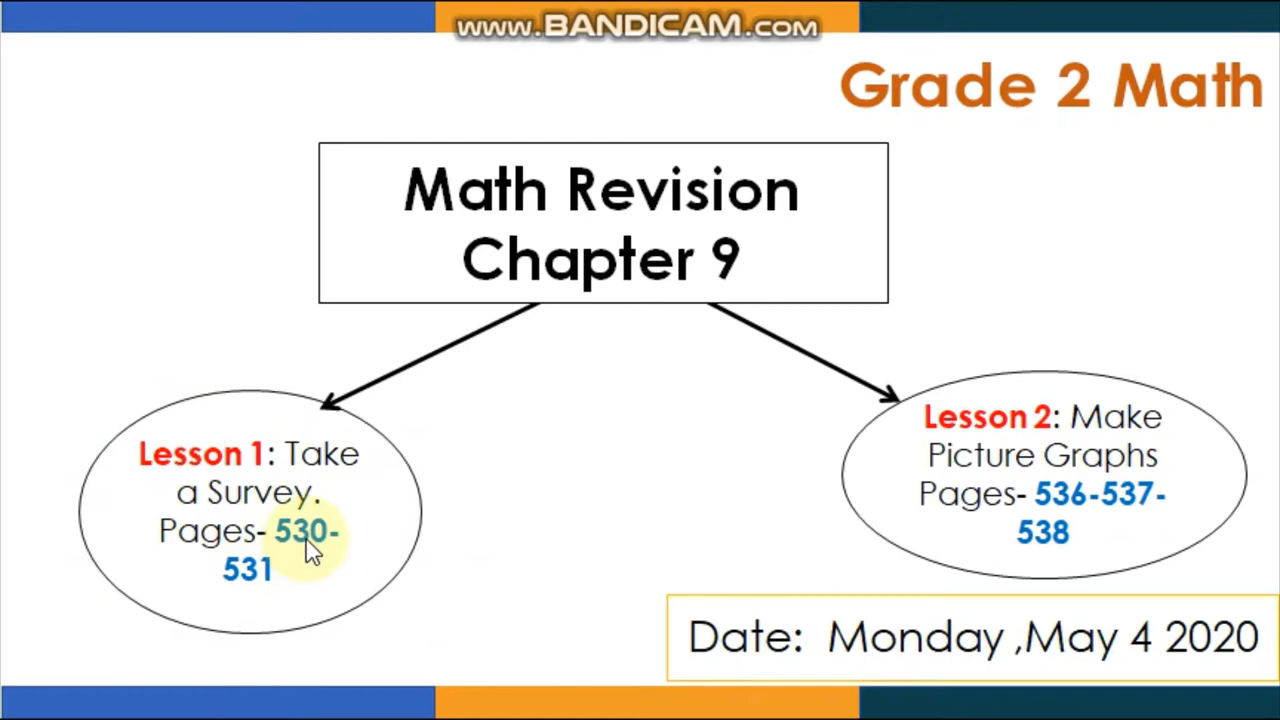 www.BANDICAM.com
Grade 2 Math
Math Revision
Chapter 9
Lesson 1: Take
a Survey.
Pages- 530-
531
Lesson 2: Make
Picture Graphs
Pages- 536-537-
538
Date:  Monday ,May 4 2020